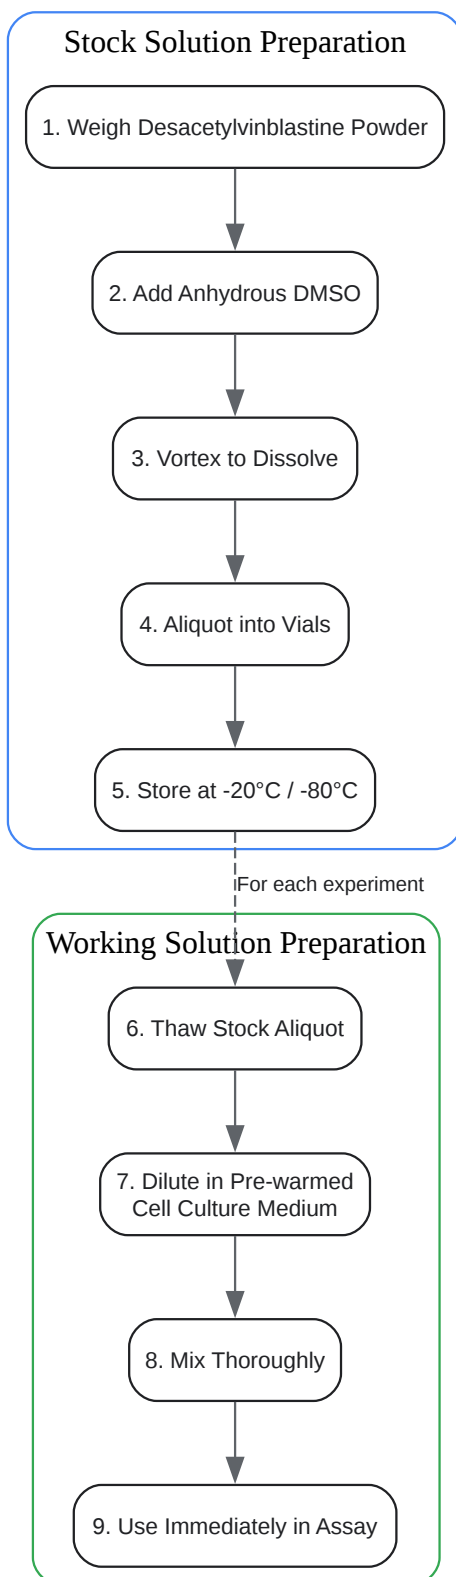 Stock Solution Preparation
1. Weigh Desacetylvinblastine Powder
2. Add Anhydrous DMSO
3. Vortex to Dissolve
4. Aliquot into Vials
5. Store at -20°C / -80°C
For each experiment
Working Solution Preparation
6. Thaw Stock Aliquot
7. Dilute in Pre-warmed
Cell Culture Medium
8. Mix Thoroughly
9. Use Immediately in Assay